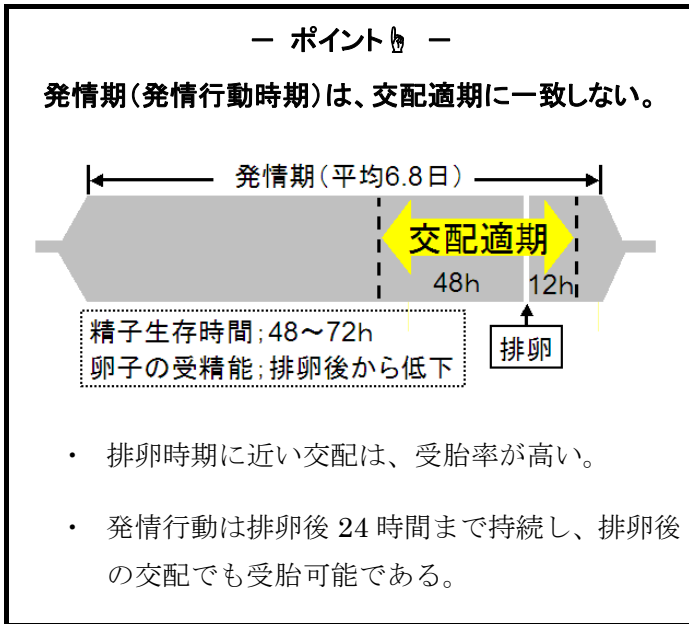 － ポイント☝ －
発情期（発情行動時期）は、交配適期に一致しない。
発情期（平均6.8日）
交配適期
48h 12h
精子生存時間；48～72h
卵子の受精能；排卵後から低下
排卵
・ 排卵時期に近い交配は、受胎率が高い。
・ 発情行動は排卵後 24 時間まで持続し、排卵後
の交配でも受胎可能である。